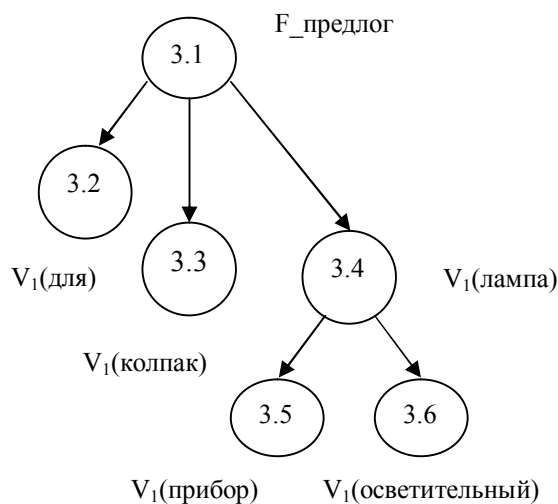 F_предлог
3.1
3.2
3.3
3.4
V₁(для)
V₁(лампа)
V₁(колпак)
3.5
3.6
V₁(прибор)
V₁(осветительный)